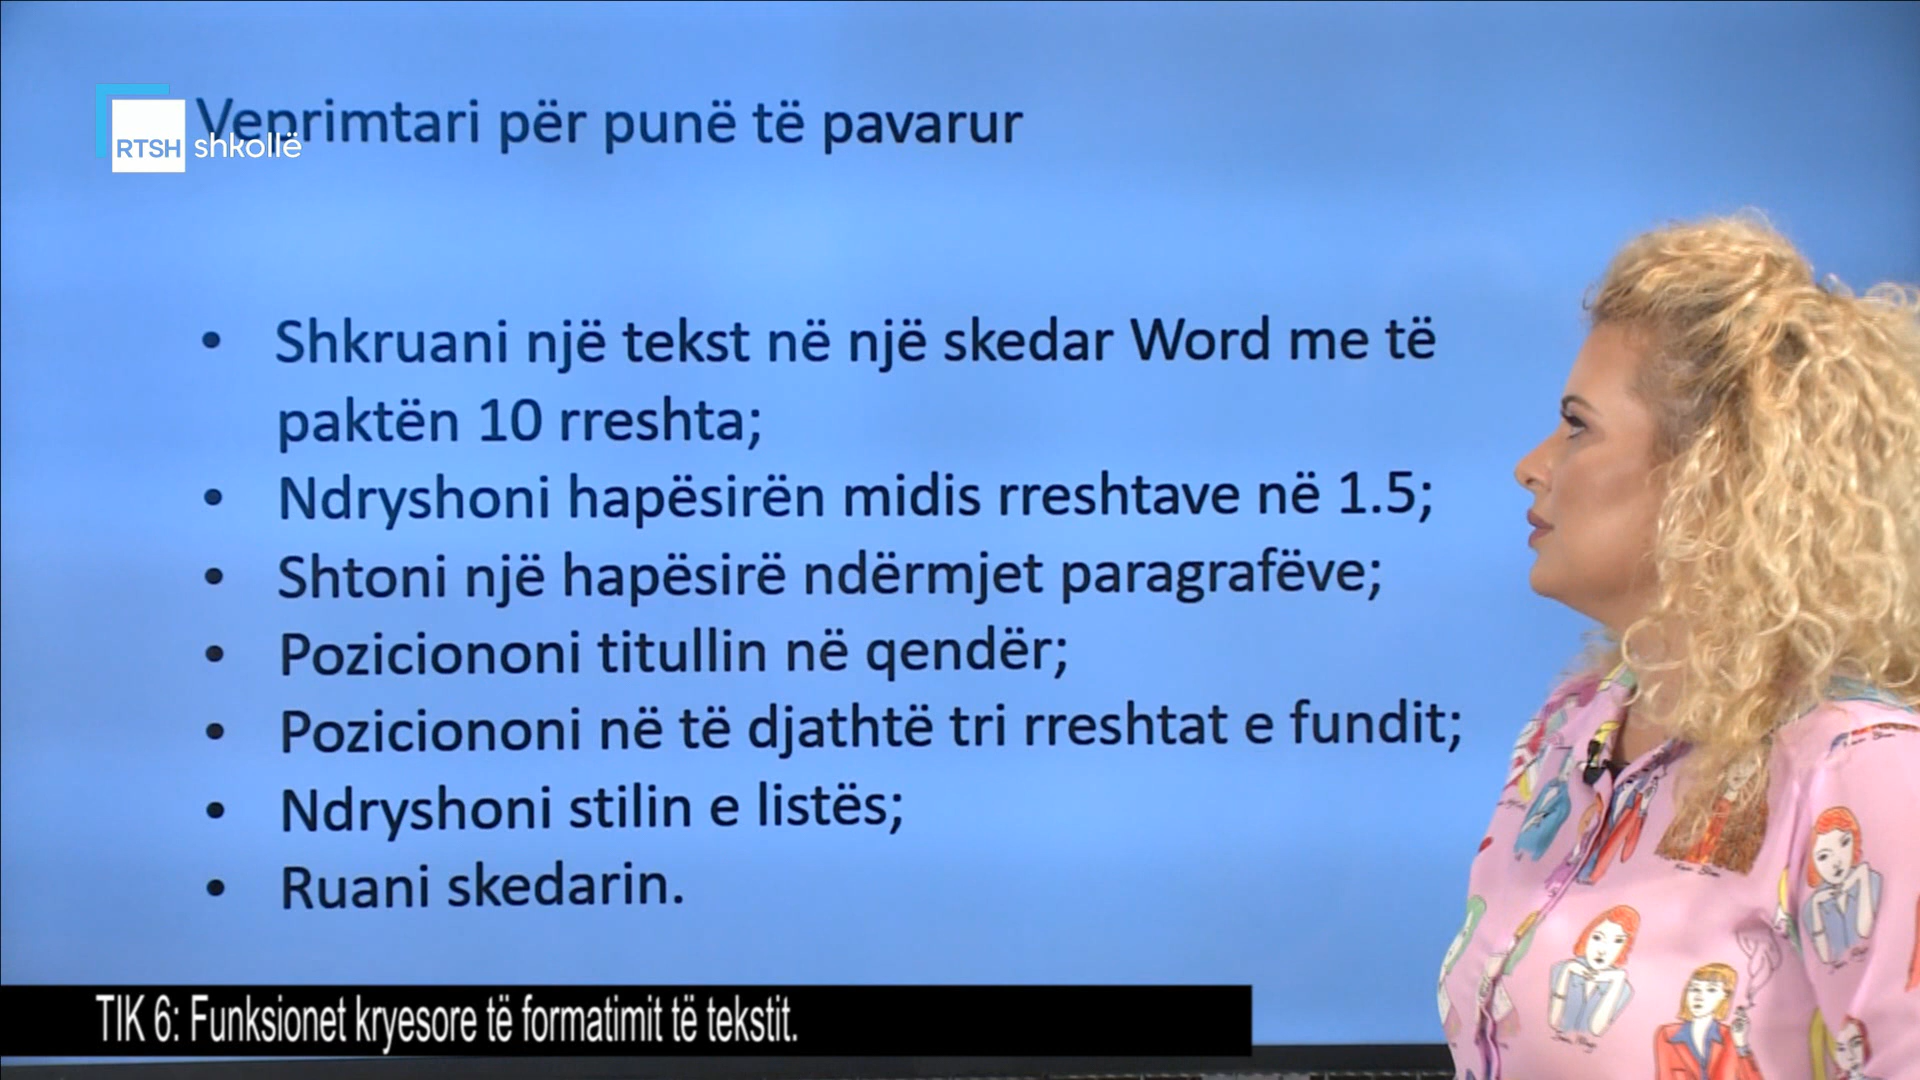 Veprimtari për punë të pavarur
RTSH shkollë
• Shkruani një tekst në një skedar Word me të
paktën 10 rreshta;
• Ndryshoni hapësirën midis rreshtave në 1.5;
• Shtoni një hapësirë ndërmjet paragrafëve;
• Poziciononi titullin në qendër;
• Poziciononi në të djathtë tri rreshtat e fundit;
• Ndryshoni stilin e listës;
• Ruani skedarin.
TIK 6: Funksionet kryesore të formatimit të tekstit.